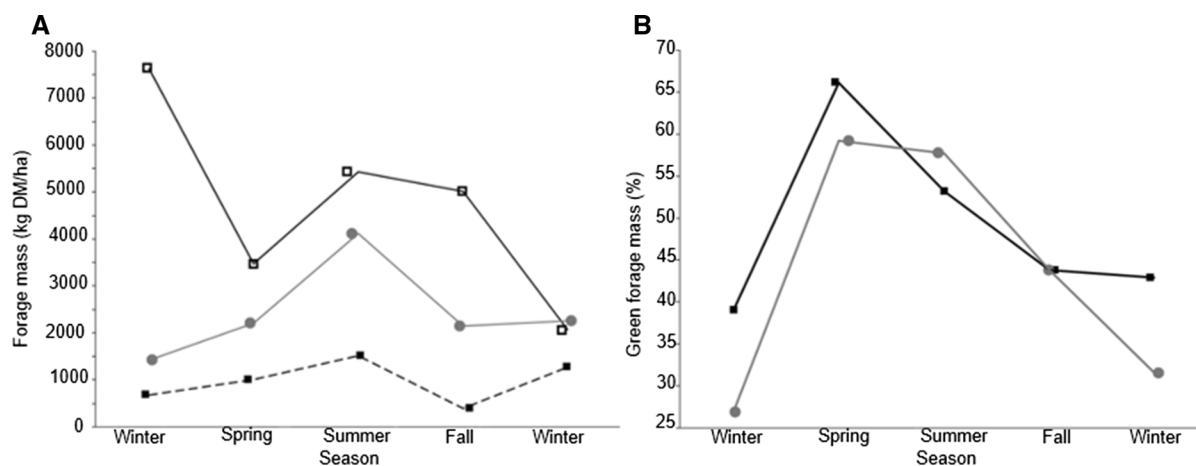 A
8000
7000
6000
5000
4000
3000
2000
1000
0
Forage mass (kg DM/ha)
Winter Spring Summer Fall Winter
Season
B
70
65
60
55
50
45
40
35
30
25
Green forage mass (%)
Winter Spring Summer Fall Winter
Season